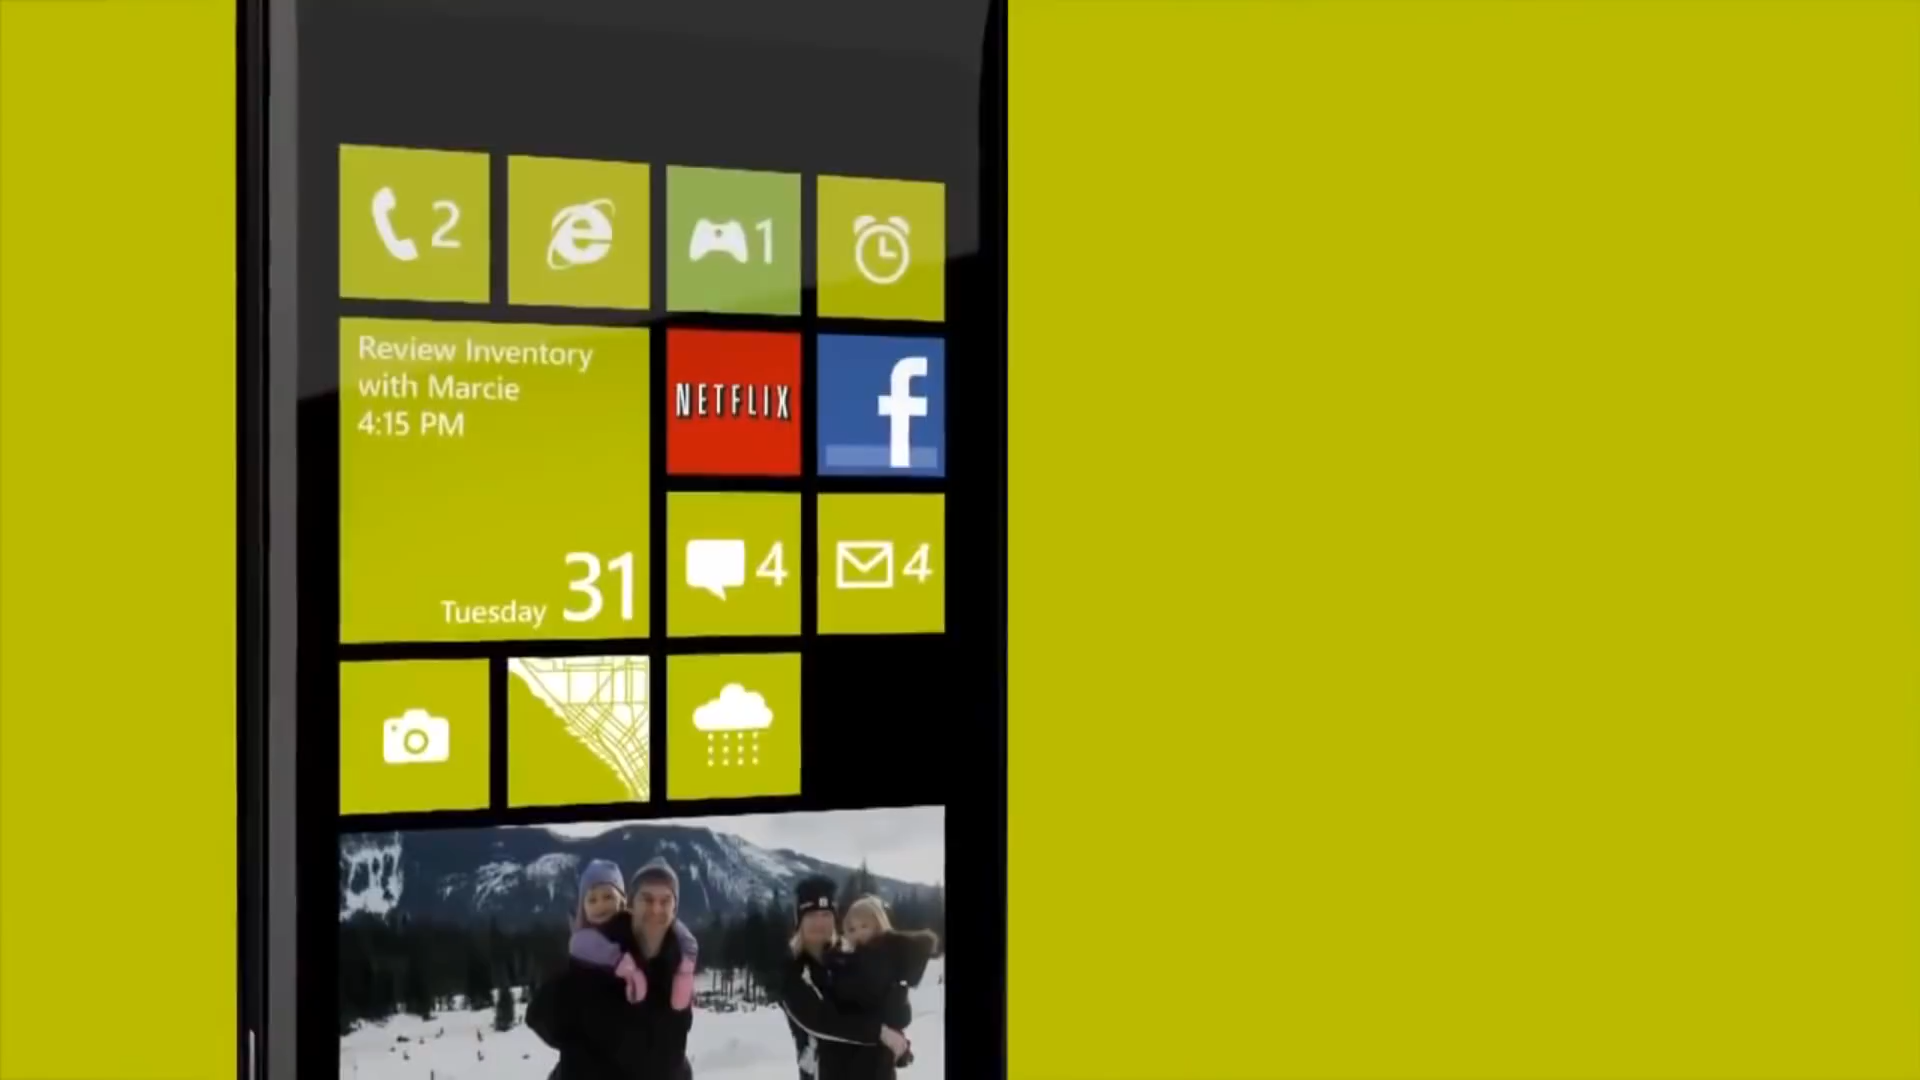 2
1
Review Inventory
with Marcie
4:15 PM
NETFLIX
f
4
4
Tuesday 31